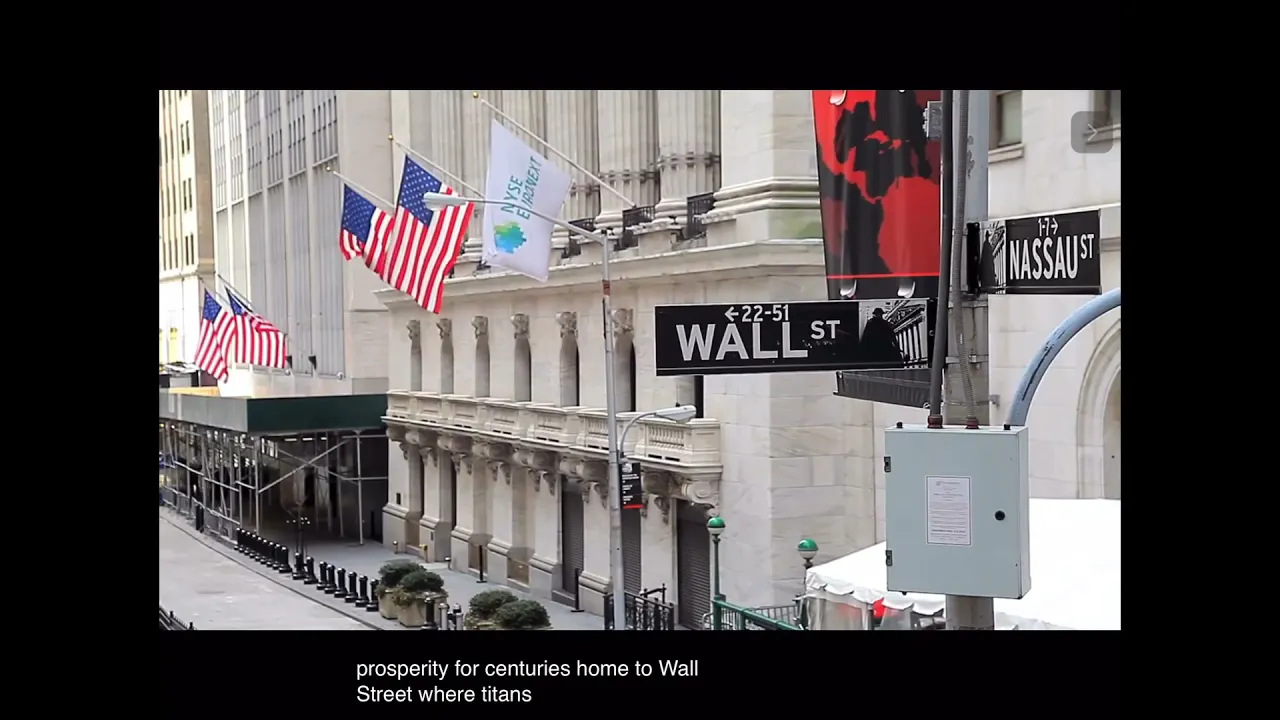 NYSE
EURONEXT
1-7→
NASSAU ST
←22-51
WALL ST
prosperity for centuries home to Wall
Street where titans